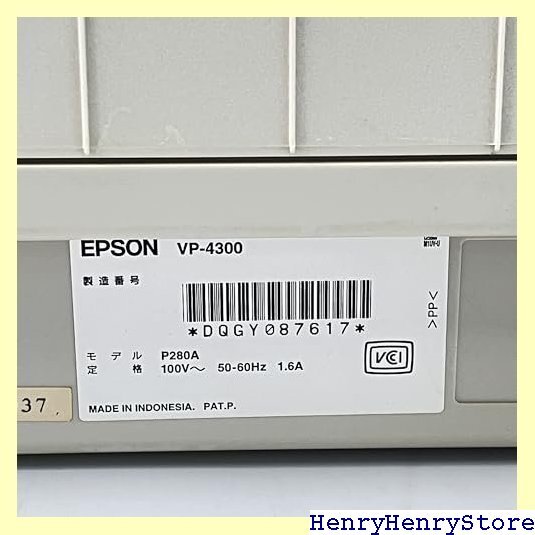 EPSON VP-4300
製造番号
*DQGY087617*
モデル P280A
定格 100V～ 50-60Hz 1.6A
VCCI
MADE IN INDONESIA. PAT.P.
>PP<
37
HenryHenryStore